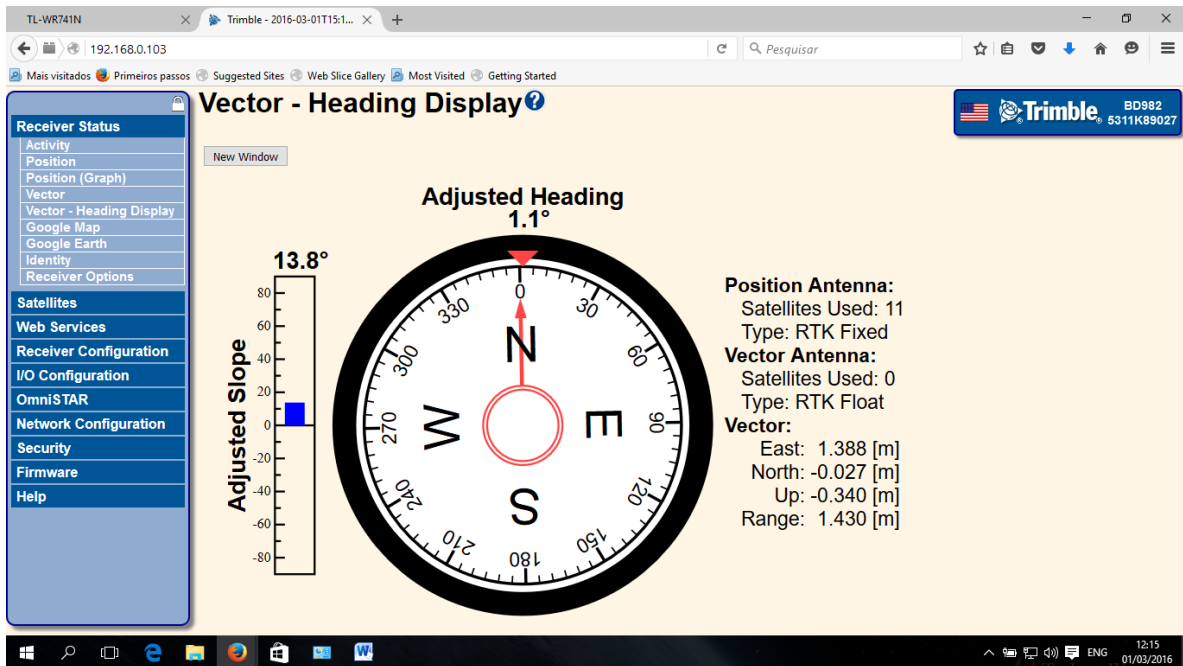 TL-WR741N
Trimble - 2016-03-01T15:1...
192.168.0.103
Pesquisar
Mais visitados Primeiros passos Suggested Sites Web Slice Gallery Most Visited Getting Started
Receiver Status
Activity
Position
Position (Graph)
Vector
Vector - Heading Display
Google Map
Google Earth
Identity
Receiver Options
Satellites
Web Services
Receiver Configuration
I/O Configuration
OmniSTAR
Network Configuration
Security
Firmware
Help
Vector - Heading Display?
Trimble
BD982
5311K89027
New Window
Adjusted Heading
1.1°
13.8°
Adjusted Slope
80
60
40
20
0
-20
-40
-60
-80
0
30
60
90
120
150
180
210
240
270
300
330
N
E
S
W
Position Antenna:
Satellites Used: 11
Type: RTK Fixed
Vector Antenna:
Satellites Used: 0
Type: RTK Float
Vector:
East: 1.388 [m]
North: -0.027 [m]
Up: -0.340 [m]
Range: 1.430 [m]
ENG
12:15
01/03/2016